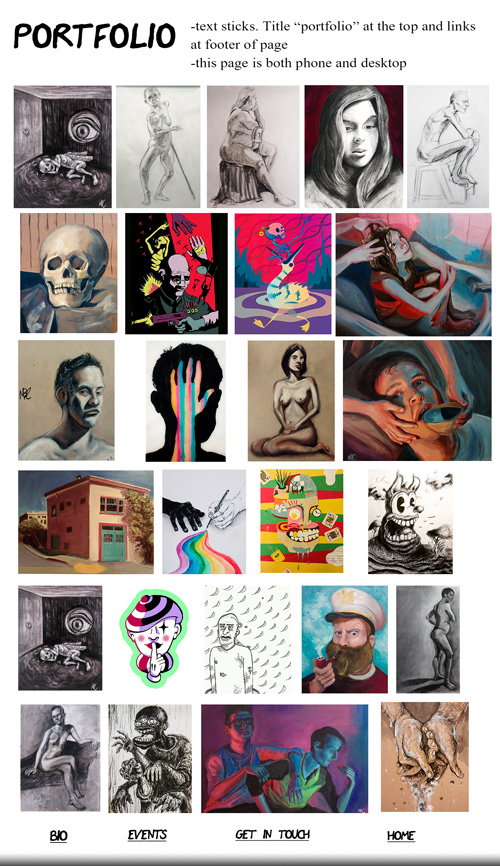 PORTFOLIO
-text sticks. Title “portfolio” at the top and links
at footer of page
-this page is both phone and desktop
BIO EVENTS GET IN TOUCH HOME